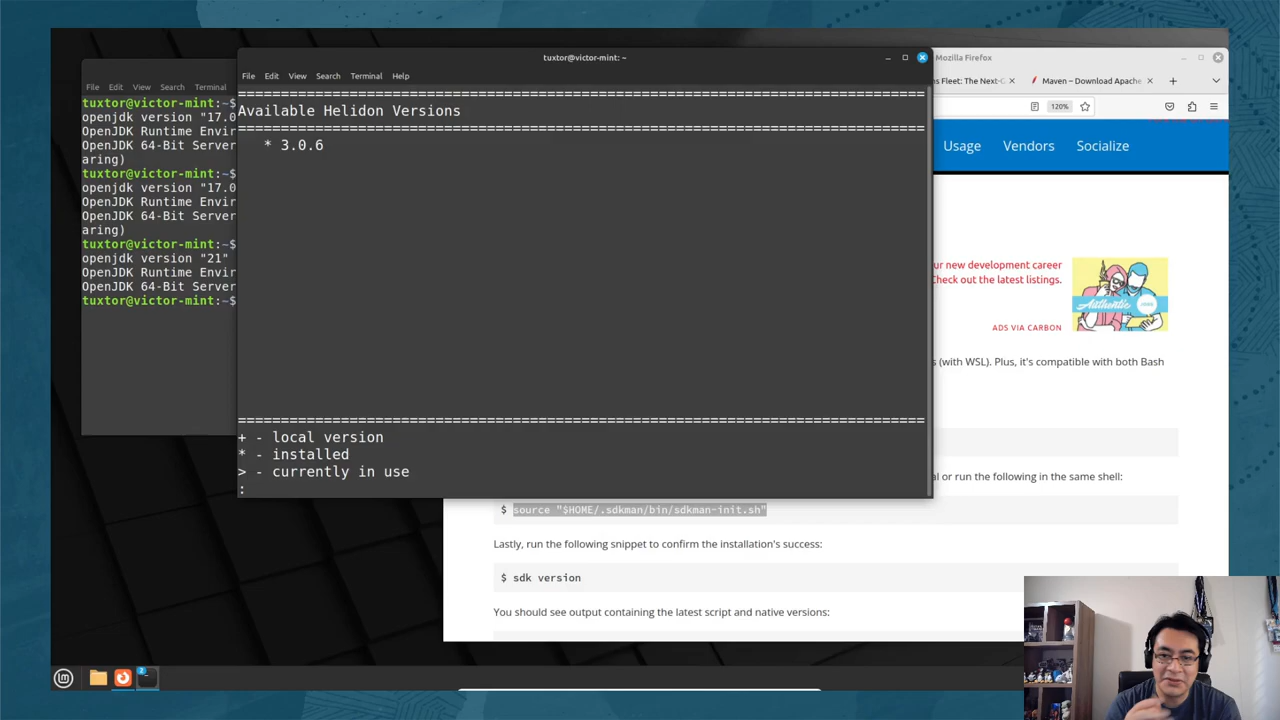 tuxtor@victor-mint: ~
File Edit View Search Terminal Help
================================================================================
Available Helidon Versions
================================================================================
* 3.0.6
================================================================================
+ - local version
* - installed
> - currently in use
:
File Edit View Search Terminal
tuxtor@victor-mint:~$
openjdk version "17.0
OpenJDK Runtime Envir
OpenJDK 64-Bit Server
aring)
tuxtor@victor-mint:~$
openjdk version "17.0
OpenJDK Runtime Envir
OpenJDK 64-Bit Server
aring)
tuxtor@victor-mint:~$
openjdk version "21"
OpenJDK Runtime Envir
OpenJDK 64-Bit Server
tuxtor@victor-mint:~$
Mozilla Firefox
s Fleet: The Next-G
Maven – Download Apache
120%
Usage Vendors Socialize
ur new development career
Check out the latest listings.
Authentic JOBS
ADS VIA CARBON
s (with WSL). Plus, it's compatible with both Bash
al or run the following in the same shell:
$ source "$HOME/.sdkman/bin/sdkman-init.sh"
Lastly, run the following snippet to confirm the installation's success:
$ sdk version
You should see output containing the latest script and native versions:
2